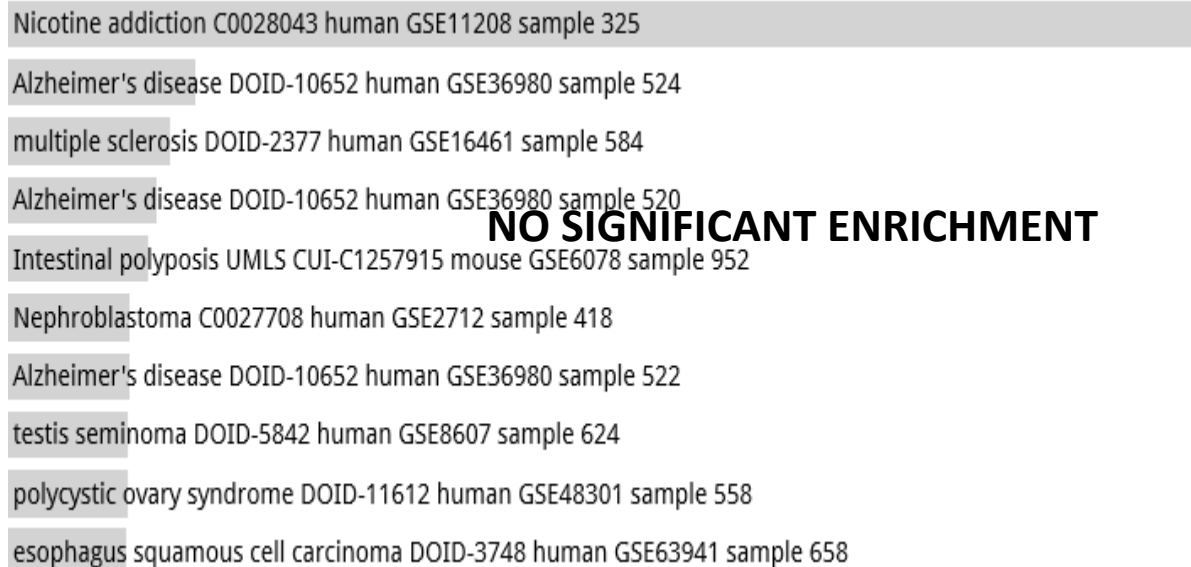 Nicotine addiction C0028043 human GSE11208 sample 325
Alzheimer's disease DOID-10652 human GSE36980 sample 524
multiple sclerosis DOID-2377 human GSE16461 sample 584
Alzheimer's disease DOID-10652 human GSE36980 sample 520
NO SIGNIFICANT ENRICHMENT
Intestinal polyposis UMLS CUI-C1257915 mouse GSE6078 sample 952
Nephroblastoma C0027708 human GSE2712 sample 418
Alzheimer's disease DOID-10652 human GSE36980 sample 522
testis seminoma DOID-5842 human GSE8607 sample 624
polycystic ovary syndrome DOID-11612 human GSE48301 sample 558
esophagus squamous cell carcinoma DOID-3748 human GSE63941 sample 658